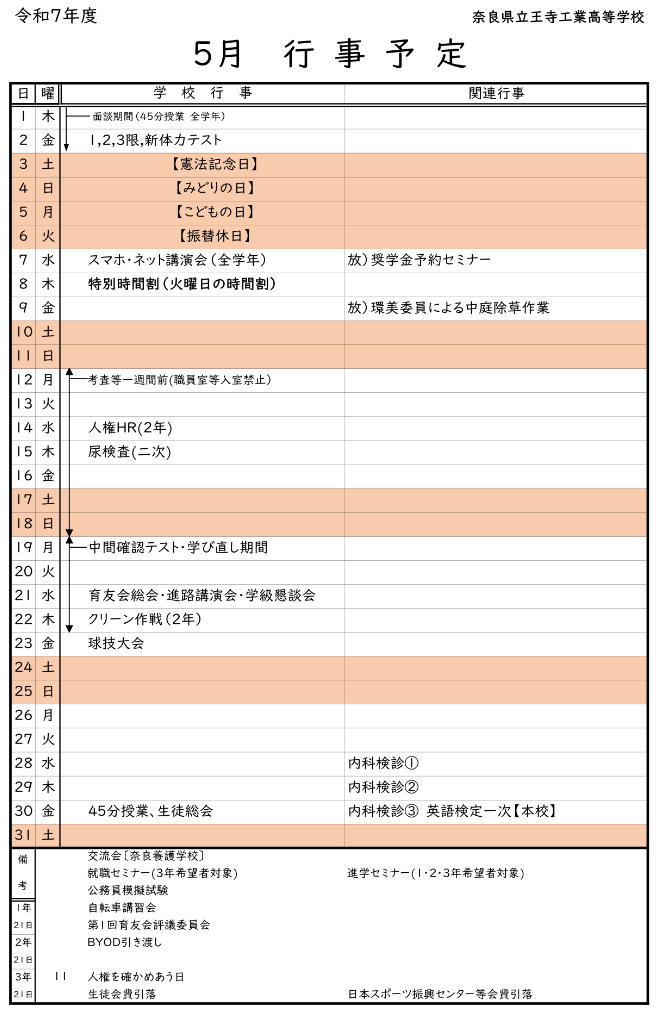 令和7年度
奈良県立王寺工業高等学校
5月 行事予定
日 曜 学校行事 関連行事
1 木 面談期間(45分授業 全学年)
2 金 1,2,3限,新体力テスト
3 土 【憲法記念日】
4 日 【みどりの日】
5 月 【こどもの日】
6 火 【振替休日】
7 水 スマホ・ネット講演会(全学年) 放)奨学金予約セミナー
8 木 特別時間割(火曜日の時間割)
9 金 放)環美委員による中庭除草作業
10 土
11 日
12 月 考査等一週間前(職員室等入室禁止)
13 火
14 水 人権HR(2年)
15 木 尿検査(二次)
16 金
17 土
18 日
19 月 中間確認テスト・学び直し期間
20 火
21 水 育友会総会・進路講演会・学級懇談会
22 木 クリーン作戦(2年)
23 金 球技大会
24 土
25 日
26 月
27 火
28 水 内科検診①
29 木 内科検診②
30 金 45分授業、生徒総会 内科検診③ 英語検定一次【本校】
31 土
備考
交流会〔奈良養護学校〕
就職セミナー(3年希望者対象) 進学セミナー(1・2・3年希望者対象)
公務員模擬試験
1年 自転車講習会
21日 第1回育友会評議委員会
2年 BYOD引き渡し
21日
3年 11 人権を確かめあう日
21日 生徒会費引落 日本スポーツ振興センター等会費引落